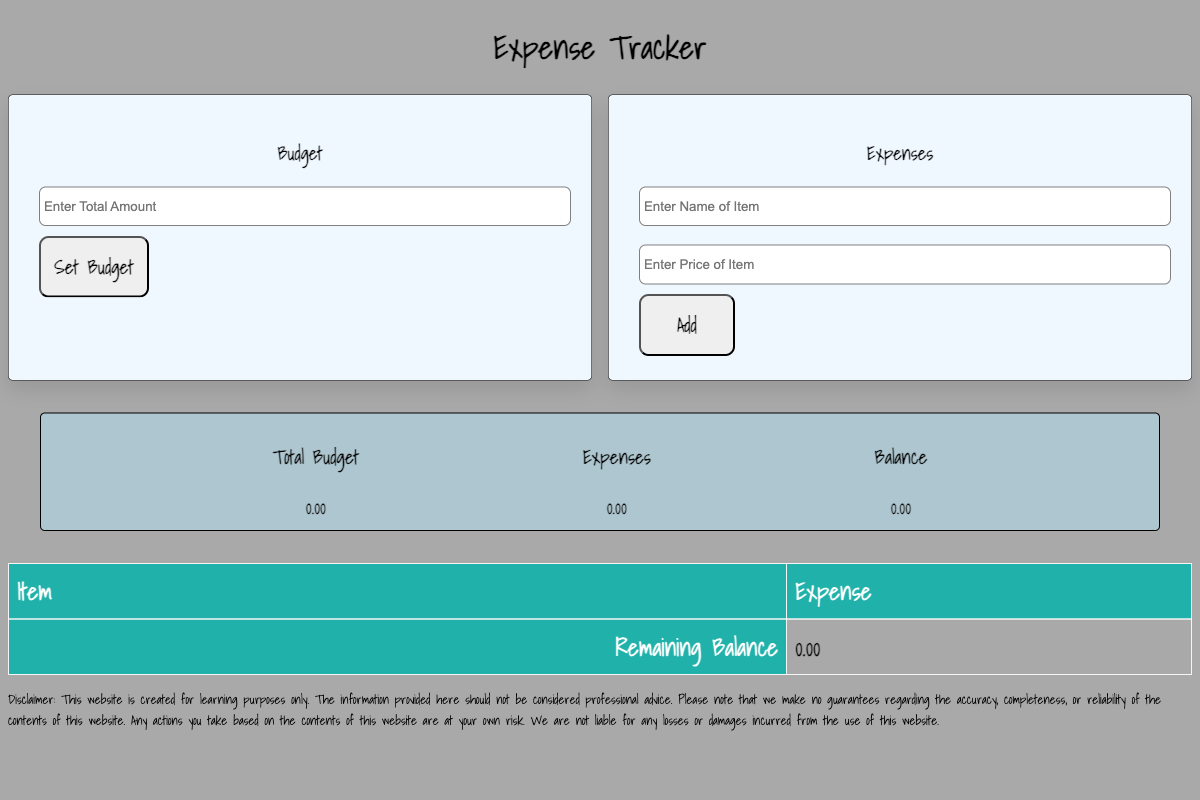 Expense Tracker
Budget
Enter Total Amount
Set Budget
Expenses
Enter Name of Item
Enter Price of Item
Add
Total Budget Expenses Balance
0.00 0.00 0.00
Item Expense
Remaining Balance 0.00
Disclaimer: This website is created for learning purposes only. The information provided here should not be considered professional advice. Please note that we make no guarantees regarding the accuracy, completeness, or reliability of the
contents of this website. Any actions you take based on the contents of this website are at your own risk. We are not liable for any losses or damages incurred from the use of this website.